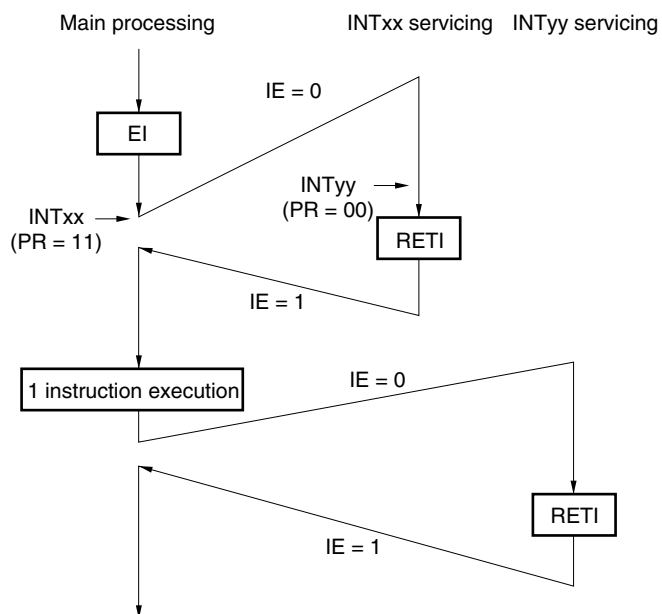 Main processing
INTxx servicing
INTyy servicing
IE = 0
EI
INTyy
(PR = 00)
INTxx
(PR = 11)
RETI
IE = 1
1 instruction execution
IE = 0
RETI
IE = 1